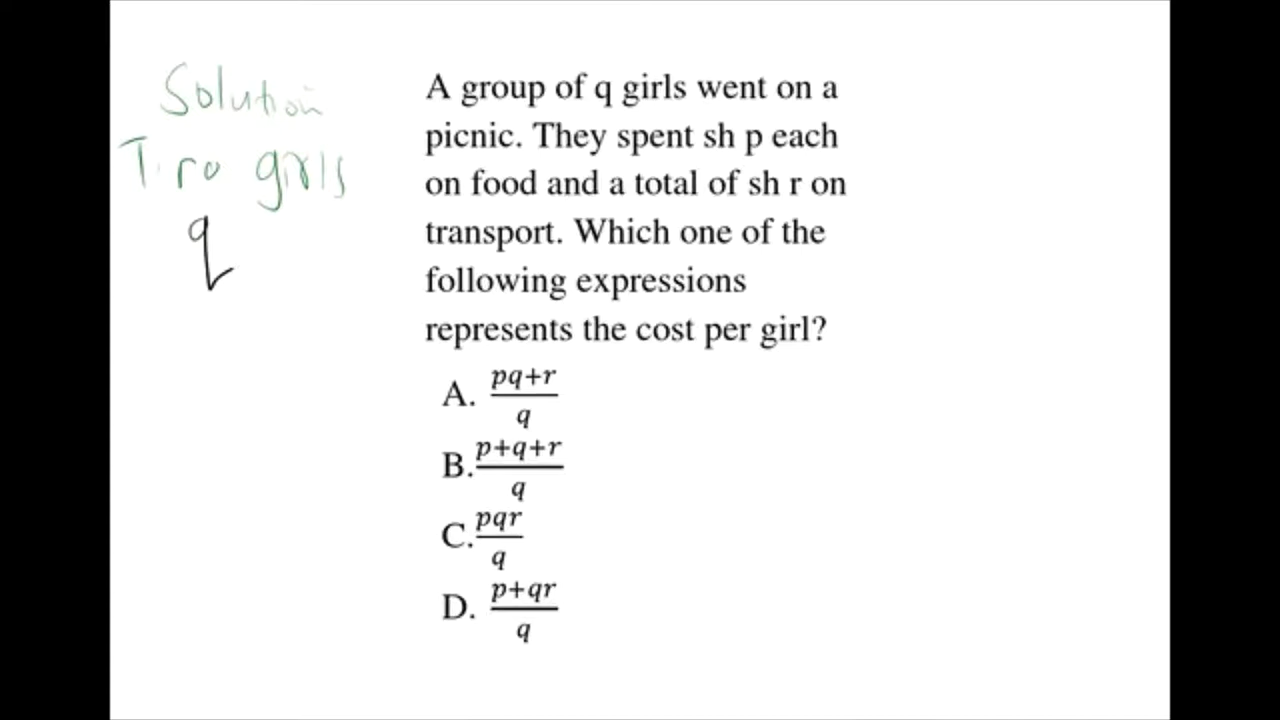 Solution
T. no girls
q
A group of q girls went on a
picnic. They spent sh p each
on food and a total of sh r on
transport. Which one of the
following expressions
represents the cost per girl?
A. pq+r/q
B. p+q+r/q
C. pqr/q
D. p+qr/q